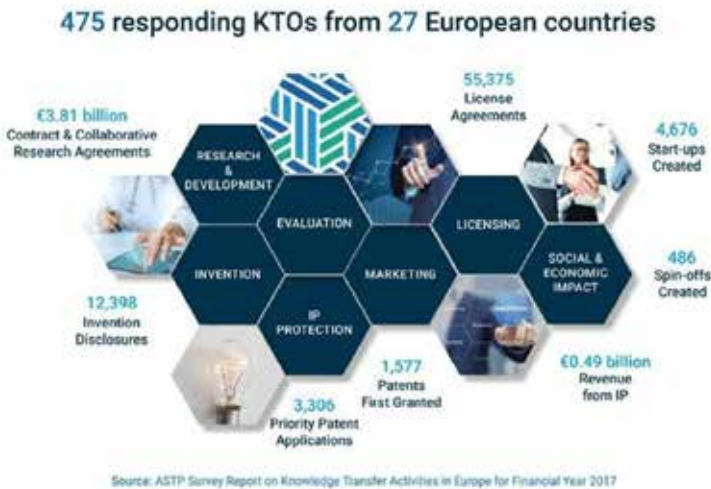 475 responding KTOs from 27 European countries
€3.81 billion
Contract & Collaborative
Research Agreements
55,375
License
Agreements
4,676
Start-ups
Created
RESEARCH
&
DEVELOPMENT
EVALUATION
LICENSING
INVENTION
MARKETING
SOCIAL &
ECONOMIC
IMPACT
486
Spin-offs
Created
IP
PROTECTION
12,398
Invention
Disclosures
1,577
Patents
First Granted
€0.49 billion
Revenue
from IP
3,306
Priority Patent
Applications
Source: ASTP Survey Report on Knowledge Transfer Activities in Europe for Financial Year 2017